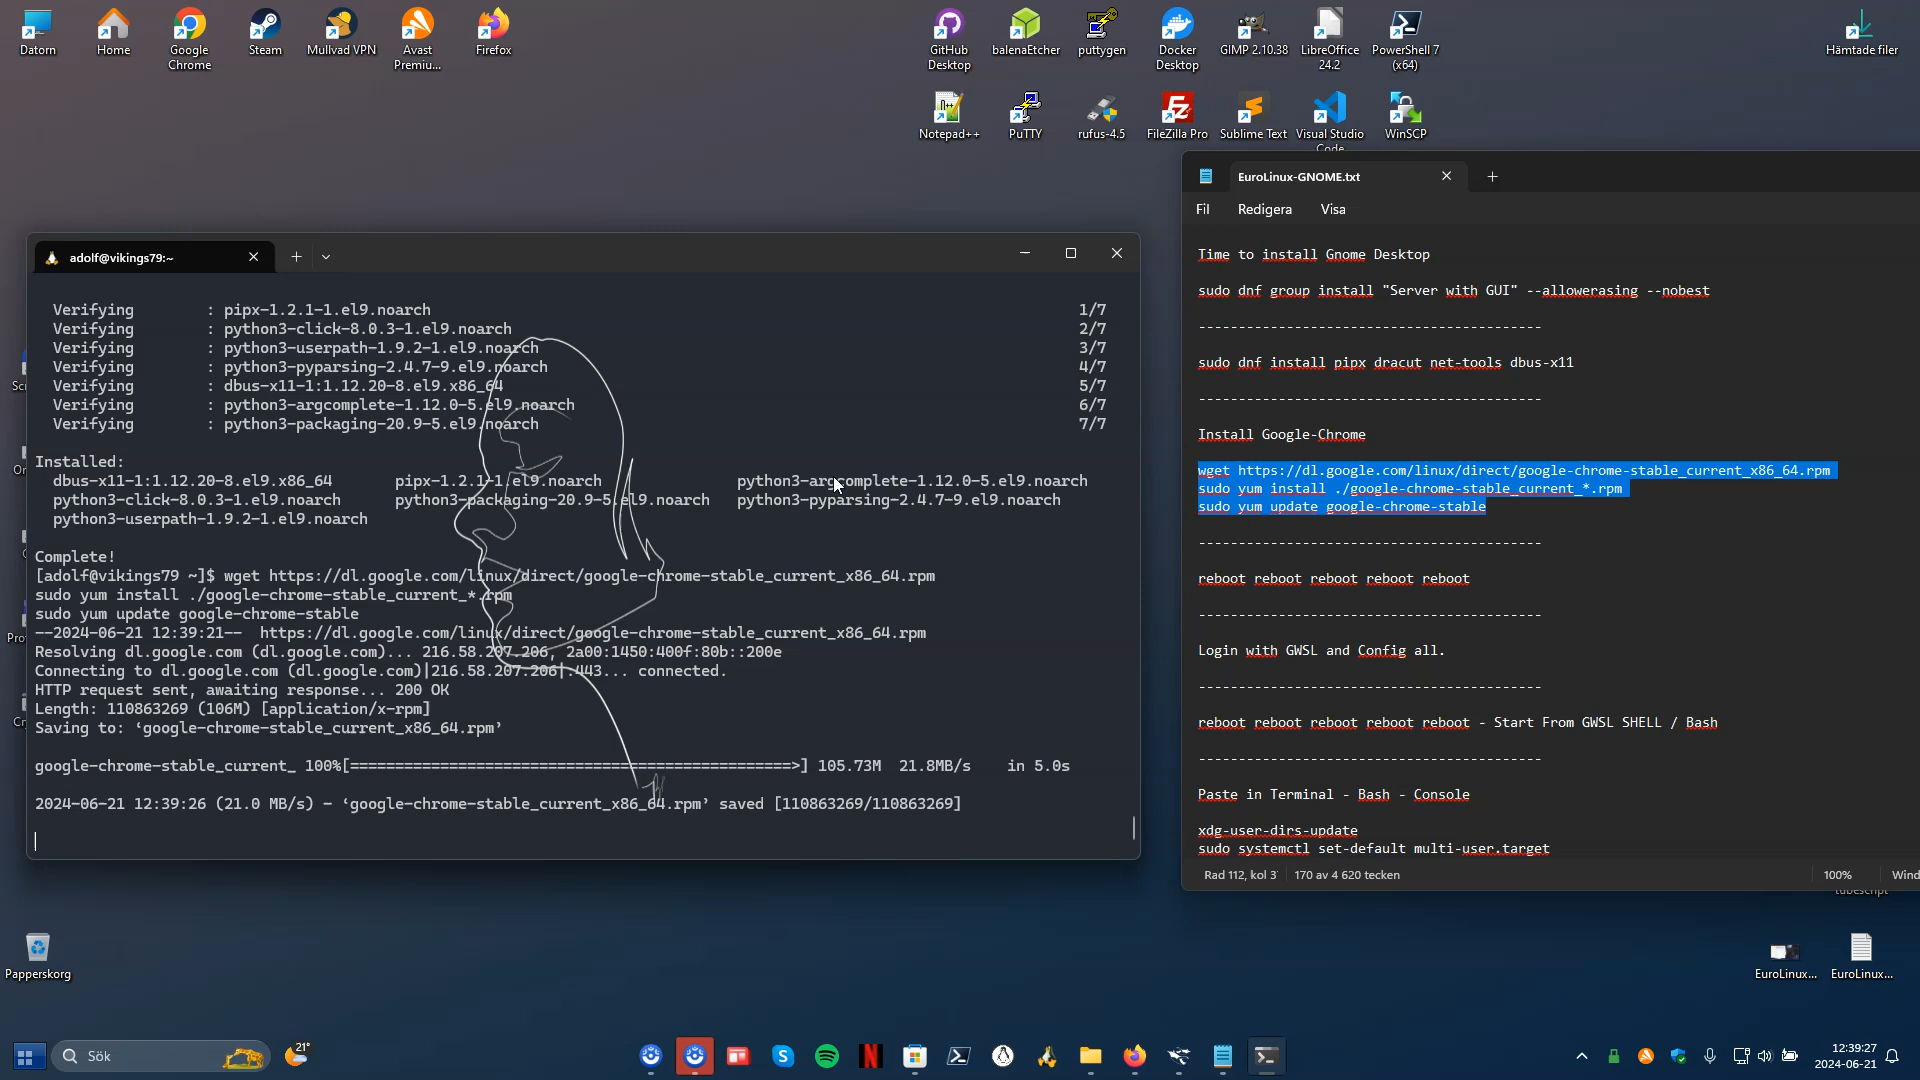 Datorn
Home
Google
Chrome
Steam
Mullvad VPN
Avast
Premiu...
Firefox
GitHub
Desktop
balenaEtcher
puttygen
Docker
Desktop
GIMP 2.10.38
LibreOffice
24.2
PowerShell 7
(x64)
Hämtade filer
Notepad++
PuTTY
rufus-4.5
FileZilla Pro
Sublime Text
Visual Studio
Code
WinSCP
adolf@vikings79:~
Verifying : pipx-1.2.1-1.el9.noarch 1/7
Verifying : python3-click-8.0.3-1.el9.noarch 2/7
Verifying : python3-userpath-1.9.2-1.el9.noarch 3/7
Verifying : python3-pyparsing-2.4.7-9.el9.noarch 4/7
Verifying : dbus-x11-1:1.12.20-8.el9.x86_64 5/7
Verifying : python3-argcomplete-1.12.0-5.el9.noarch 6/7
Verifying : python3-packaging-20.9-5.el9.noarch 7/7
Installed:
dbus-x11-1:1.12.20-8.el9.x86_64 pipx-1.2.1-1.el9.noarch python3-argcomplete-1.12.0-5.el9.noarch
python3-click-8.0.3-1.el9.noarch python3-packaging-20.9-5.el9.noarch python3-pyparsing-2.4.7-9.el9.noarch
python3-userpath-1.9.2-1.el9.noarch
Complete!
[adolf@vikings79 ~]$ wget https://dl.google.com/linux/direct/google-chrome-stable_current_x86_64.rpm
sudo yum install ./google-chrome-stable_current_*.rpm
sudo yum update google-chrome-stable
--2024-06-21 12:39:21-- https://dl.google.com/linux/direct/google-chrome-stable_current_x86_64.rpm
Resolving dl.google.com (dl.google.com)... 216.58.207.206, 2a00:1450:400f:80b::200e
Connecting to dl.google.com (dl.google.com)|216.58.207.206|:443... connected.
HTTP request sent, awaiting response... 200 OK
Length: 110863269 (106M) [application/x-rpm]
Saving to: ‘google-chrome-stable_current_x86_64.rpm’
google-chrome-stable_current_ 100%[=================================================>] 105.73M 21.8MB/s in 5.0s
2024-06-21 12:39:26 (21.0 MB/s) - ‘google-chrome-stable_current_x86_64.rpm’ saved [110863269/110863269]
EuroLinux-GNOME.txt
Fil Redigera Visa
Time to install Gnome Desktop
sudo dnf group install "Server with GUI" --allowerasing --nobest
-------------------------------------------
sudo dnf install pipx dracut net-tools dbus-x11
-------------------------------------------
Install Google-Chrome
wget https://dl.google.com/linux/direct/google-chrome-stable_current_x86_64.rpm
sudo yum install ./google-chrome-stable_current_*.rpm
sudo yum update google-chrome-stable
-------------------------------------------
reboot reboot reboot reboot reboot
-------------------------------------------
Login with GWSL and Config all.
-------------------------------------------
reboot reboot reboot reboot reboot - Start From GWSL SHELL / Bash
-------------------------------------------
Paste in Terminal - Bash - Console
xdg-user-dirs-update
sudo systemctl set-default multi-user.target
Rad 112, kol 3 170 av 4 620 tecken 100% Wind
Papperskorg
EuroLinux...
EuroLinux...
Sök
21°
12:39:27
2024-06-21